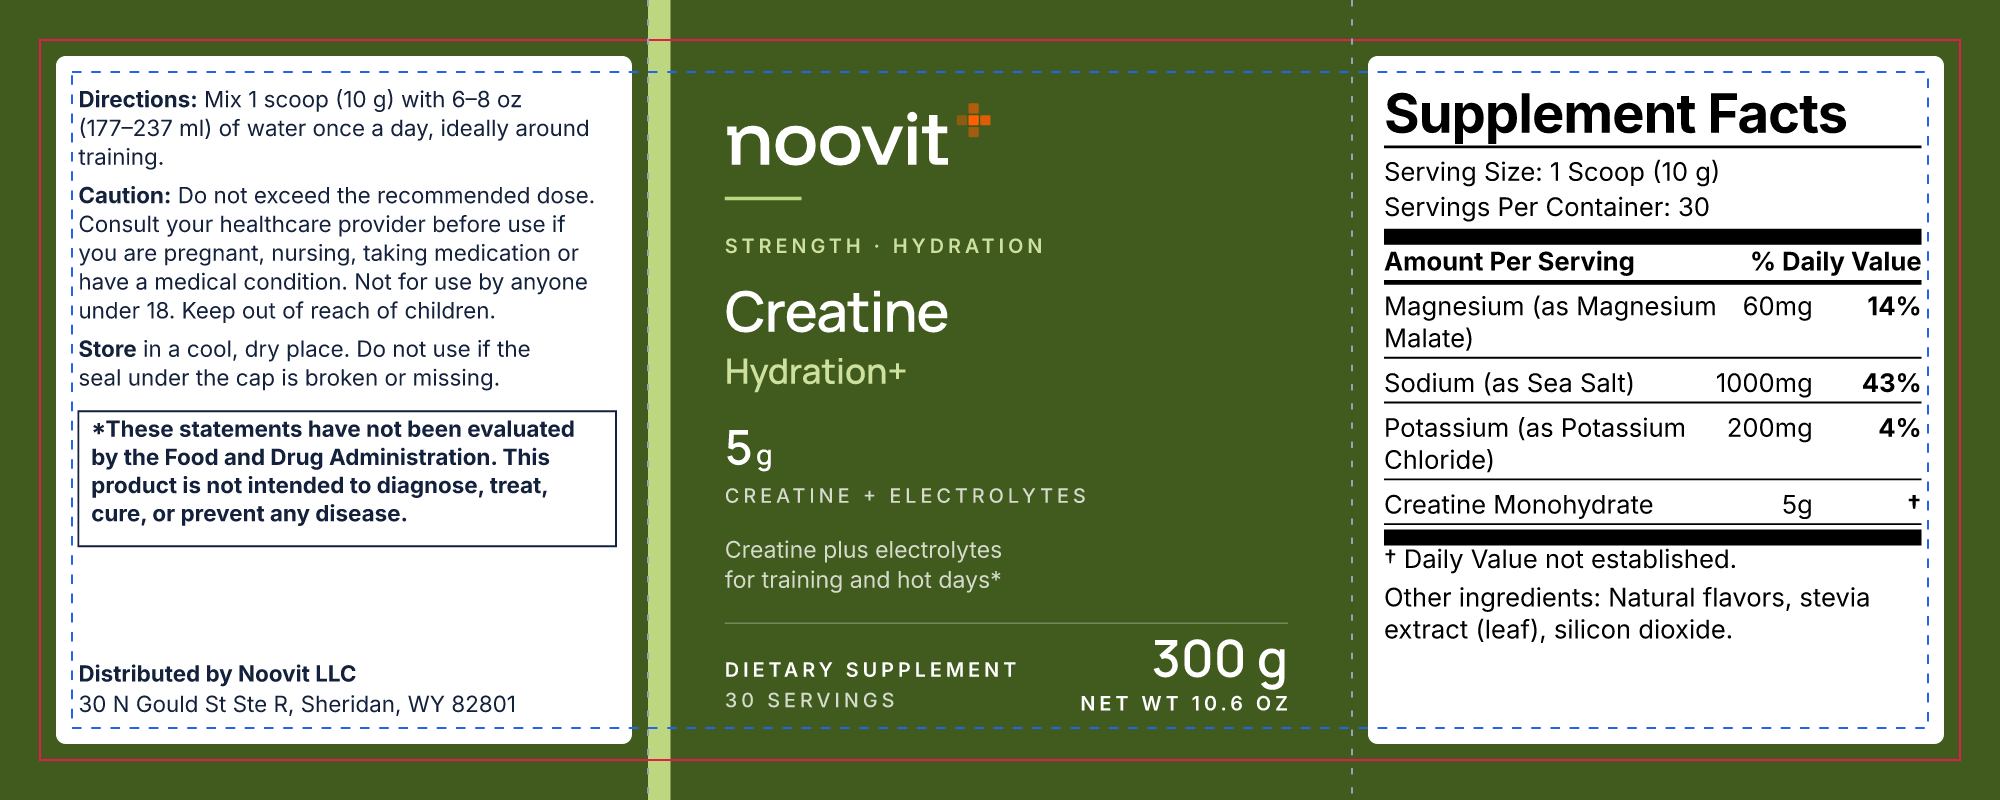 Directions: Mix 1 scoop (10 g) with 6–8 oz
(177–237 ml) of water once a day, ideally around
training.
Caution: Do not exceed the recommended dose.
Consult your healthcare provider before use if
you are pregnant, nursing, taking medication or
have a medical condition. Not for use by anyone
under 18. Keep out of reach of children.
Store in a cool, dry place. Do not use if the
seal under the cap is broken or missing.
*These statements have not been evaluated
by the Food and Drug Administration. This
product is not intended to diagnose, treat,
cure, or prevent any disease.
Distributed by Noovit LLC
30 N Gould St Ste R, Sheridan, WY 82801
noovit
STRENGTH · HYDRATION
Creatine
Hydration+
5 g
CREATINE + ELECTROLYTES
Creatine plus electrolytes
for training and hot days*
DIETARY SUPPLEMENT
30 SERVINGS
300 g
NET WT 10.6 OZ
Supplement Facts
Serving Size: 1 Scoop (10 g)
Servings Per Container: 30
Amount Per Serving % Daily Value
Magnesium (as Magnesium 60mg 14%
Malate)
Sodium (as Sea Salt) 1000mg 43%
Potassium (as Potassium 200mg 4%
Chloride)
Creatine Monohydrate 5g †
† Daily Value not established.
Other ingredients: Natural flavors, stevia
extract (leaf), silicon dioxide.